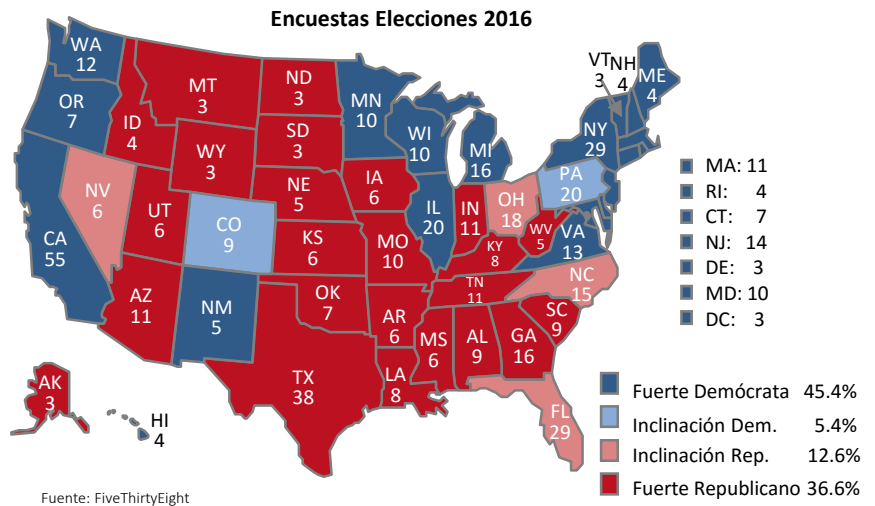 Encuestas Elecciones 2016
WA
12
OR
7
CA
55
NV
6
ID
4
MT
3
WY
3
UT
6
AZ
11
CO
9
NM
5
ND
3
SD
3
NE
5
KS
6
OK
7
TX
38
MN
10
IA
6
MO
10
AR
6
LA
8
WI
10
IL
20
MI
16
IN
11
OH
18
KY
8
TN
11
MS
6
AL
9
GA
16
FL
29
SC
9
NC
15
VA
13
WV
5
PA
20
NY
29
VT
3
NH
4
ME
4
AK
3
HI
4
MA: 11
RI: 4
CT: 7
NJ: 14
DE: 3
MD: 10
DC: 3
Fuerte Demócrata 45.4%
Inclinación Dem. 5.4%
Inclinación Rep. 12.6%
Fuerte Republicano 36.6%
Fuente: FiveThirtyEight